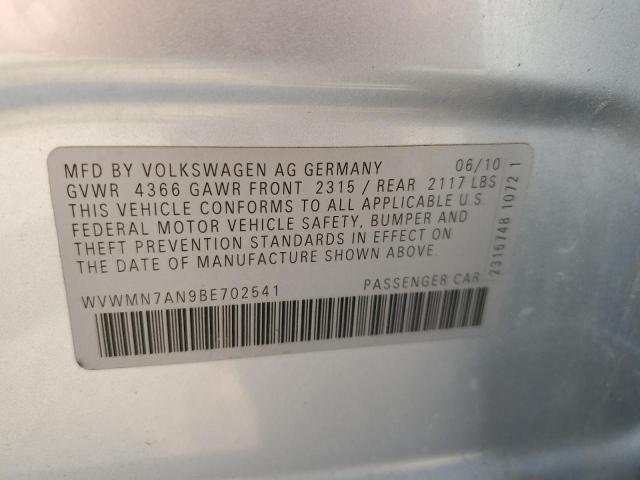 MFD BY VOLKSWAGEN AG GERMANY 06/10
GVWR 4366 GAWR FRONT 2315 / REAR 2117 LBS
THIS VEHICLE CONFORMS TO ALL APPLICABLE U.S
FEDERAL MOTOR VEHICLE SAFETY, BUMPER AND
THEFT PREVENTION STANDARDS IN EFFECT ON
THE DATE OF MANUFACTURE SHOWN ABOVE.
WVWMN7AN9BE702541 PASSENGER CAR
2315748 1072 1